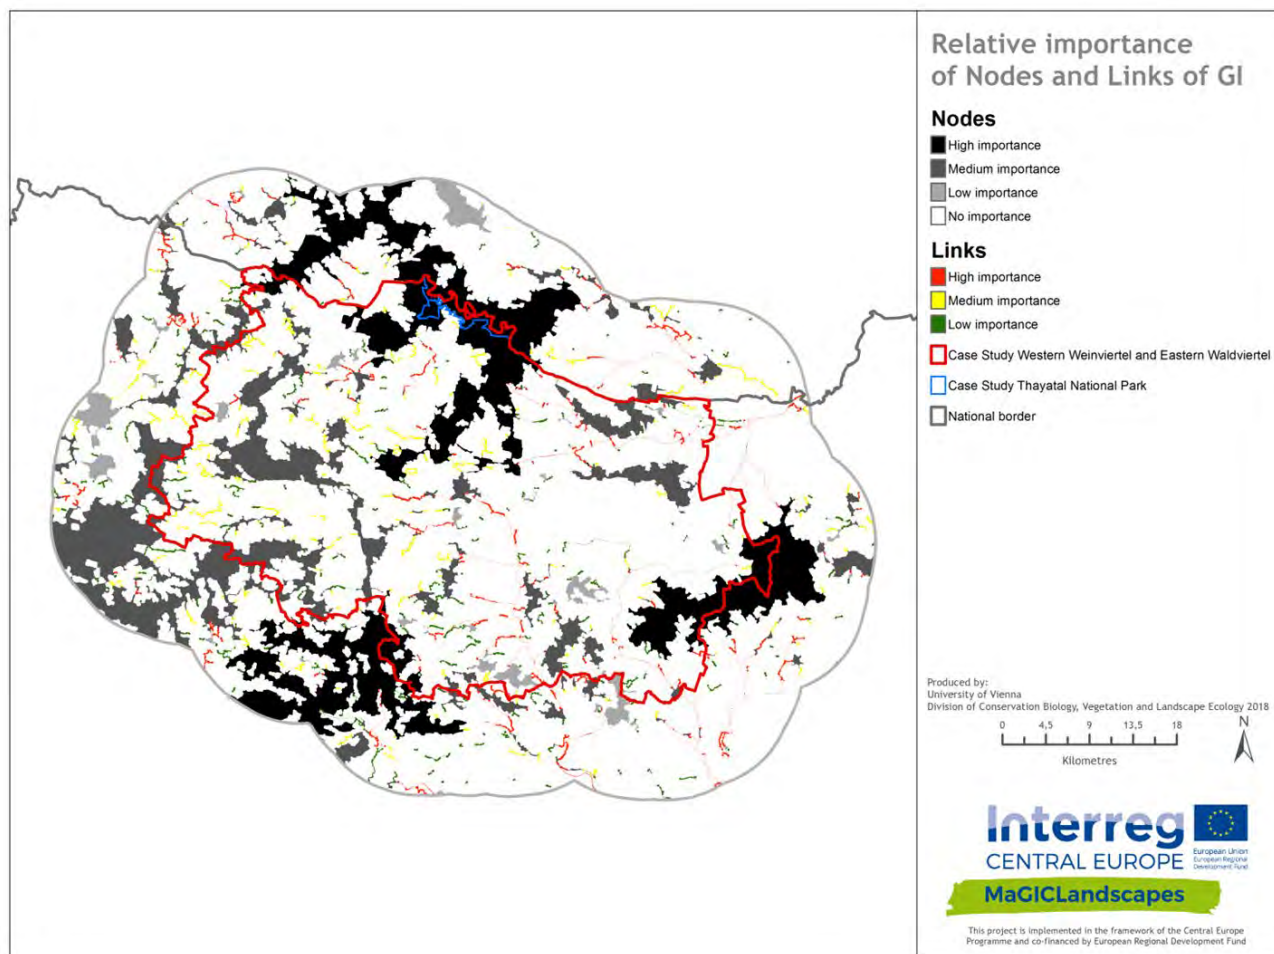 Relative importance
of Nodes and Links of GI
Nodes
High importance
Medium importance
Low importance
No importance
Links
High importance
Medium importance
Low importance
Case Study Western Weinviertel and Eastern Waldviertel
Case Study Thayatal National Park
National border
Produced by:
University of Vienna
Division of Conservation Biology, Vegetation and Landscape Ecology 2018
0 4,5 9 13,5 18
Kilometres
N
Interreg
CENTRAL EUROPE
European Union
European Regional
Development Fund
MaGICLandscapes
This project is implemented in the framework of the Central Europe
Programme and co-financed by European Regional Development Fund